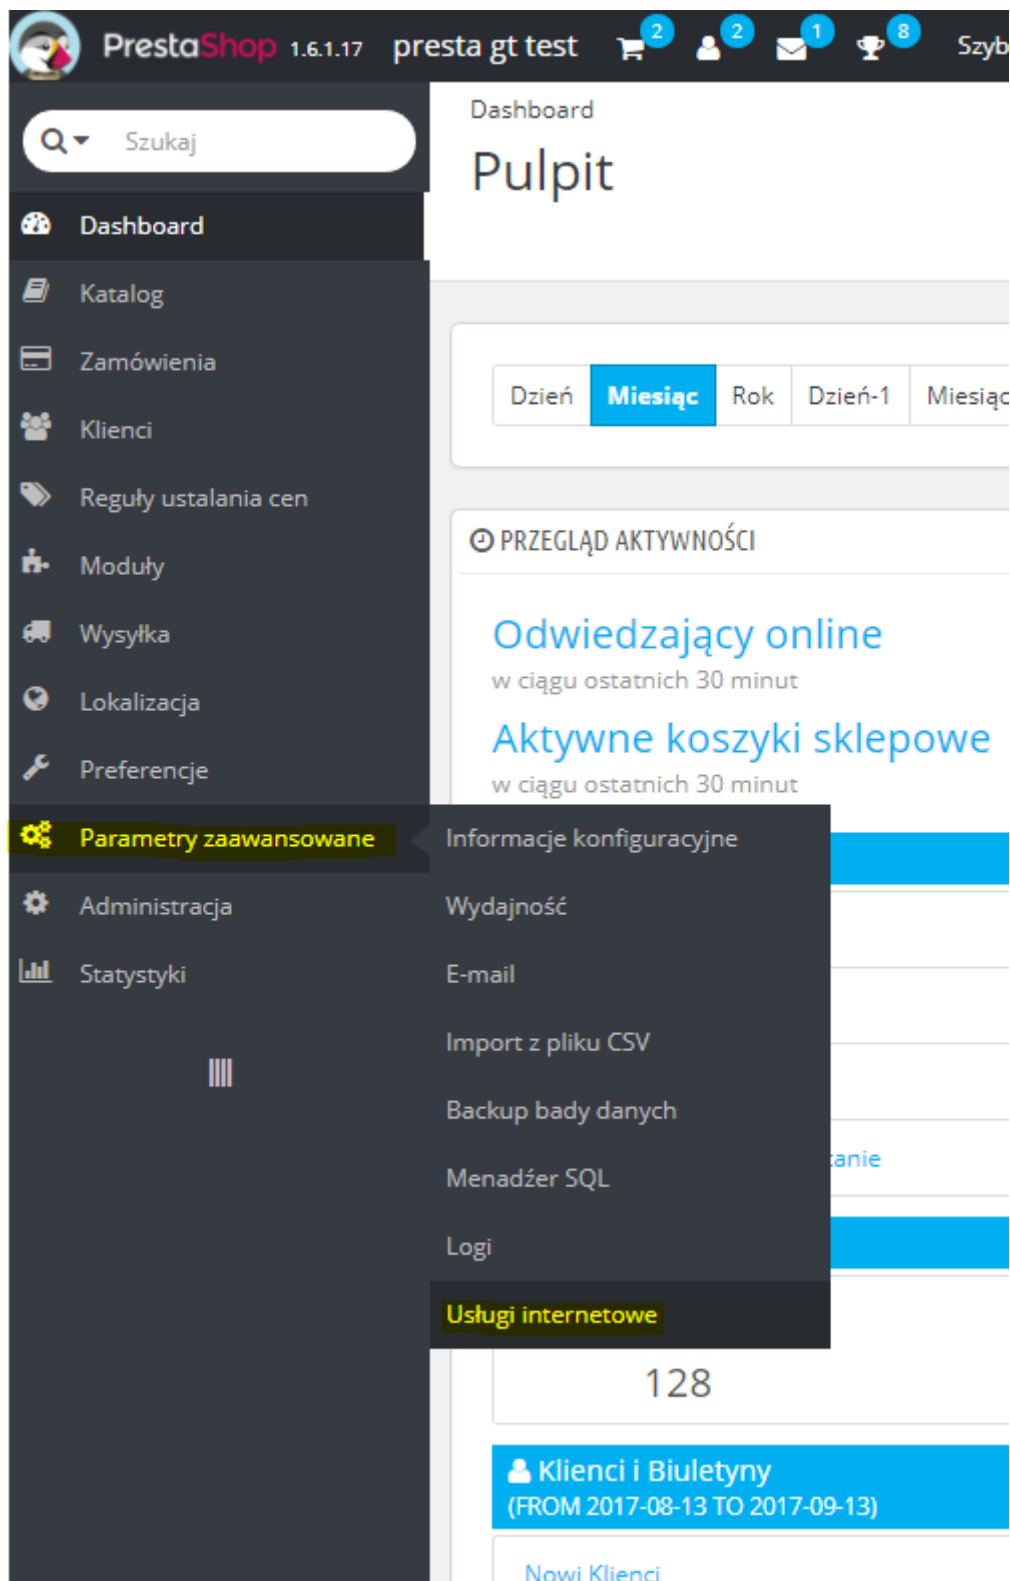 PrestaShop 1.6.1.17 presta gt test 2 2 1 8 Szyb
Szukaj
Dashboard
Pulpit
Dashboard
Katalog
Zamówienia
Klienci
Reguły ustalania cen
Moduły
Wysyłka
Lokalizacja
Preferencje
Parametry zaawansowane
Administracja
Statystyki
Dzień Miesiąc Rok Dzień-1 Miesiąc
PRZEGLĄD AKTYWNOŚCI
Odwiedzający online
w ciągu ostatnich 30 minut
Aktywne koszyki sklepowe
w ciągu ostatnich 30 minut
Informacje konfiguracyjne
Wydajność
E-mail
Import z pliku CSV
Backup bady danych
Menadźer SQL
Logi
Usługi internetowe
tanie
128
Klienci i Biuletyny
(FROM 2017-08-13 TO 2017-09-13)
Nowi Klienci